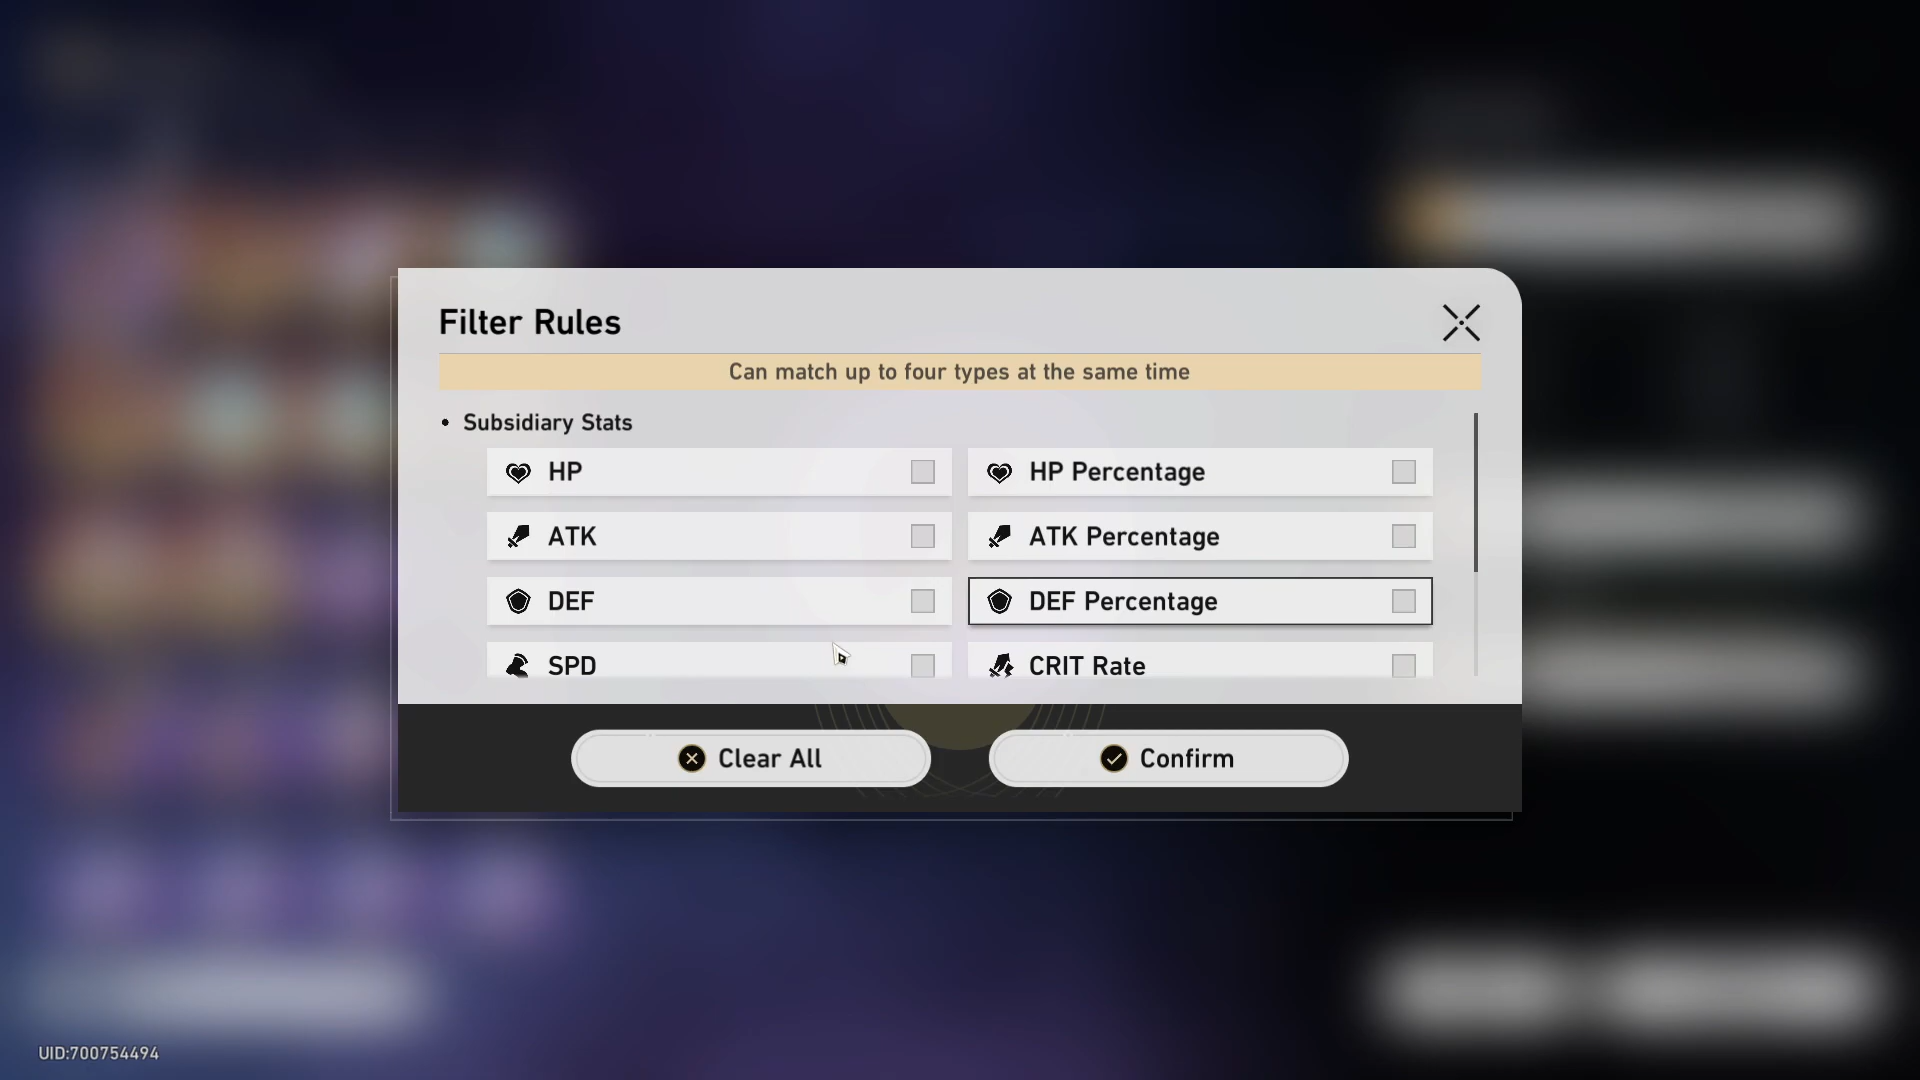 Filter Rules
Can match up to four types at the same time
• Subsidiary Stats
HP
HP Percentage
ATK
ATK Percentage
DEF
DEF Percentage
SPD
CRIT Rate
Clear All
Confirm
UID:700754494